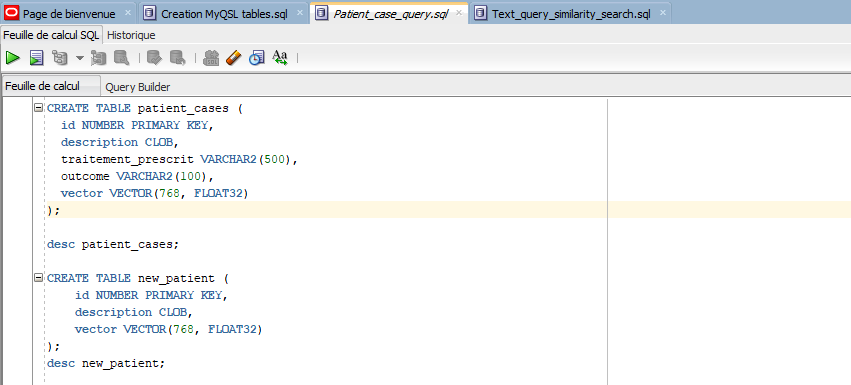 Page de bienvenue
Creation MyQSL tables.sql
Patient_case_query.sql
Text_query_similarity_search.sql
Feuille de calcul SQL
Historique
Aa
Feuille de calcul
Query Builder
CREATE TABLE patient_cases (
id NUMBER PRIMARY KEY,
description CLOB,
traitement_prescrit VARCHAR2(500),
outcome VARCHAR2(100),
vector VECTOR(768, FLOAT32)
);
desc patient_cases;
CREATE TABLE new_patient (
id NUMBER PRIMARY KEY,
description CLOB,
vector VECTOR(768, FLOAT32)
);
desc new_patient;